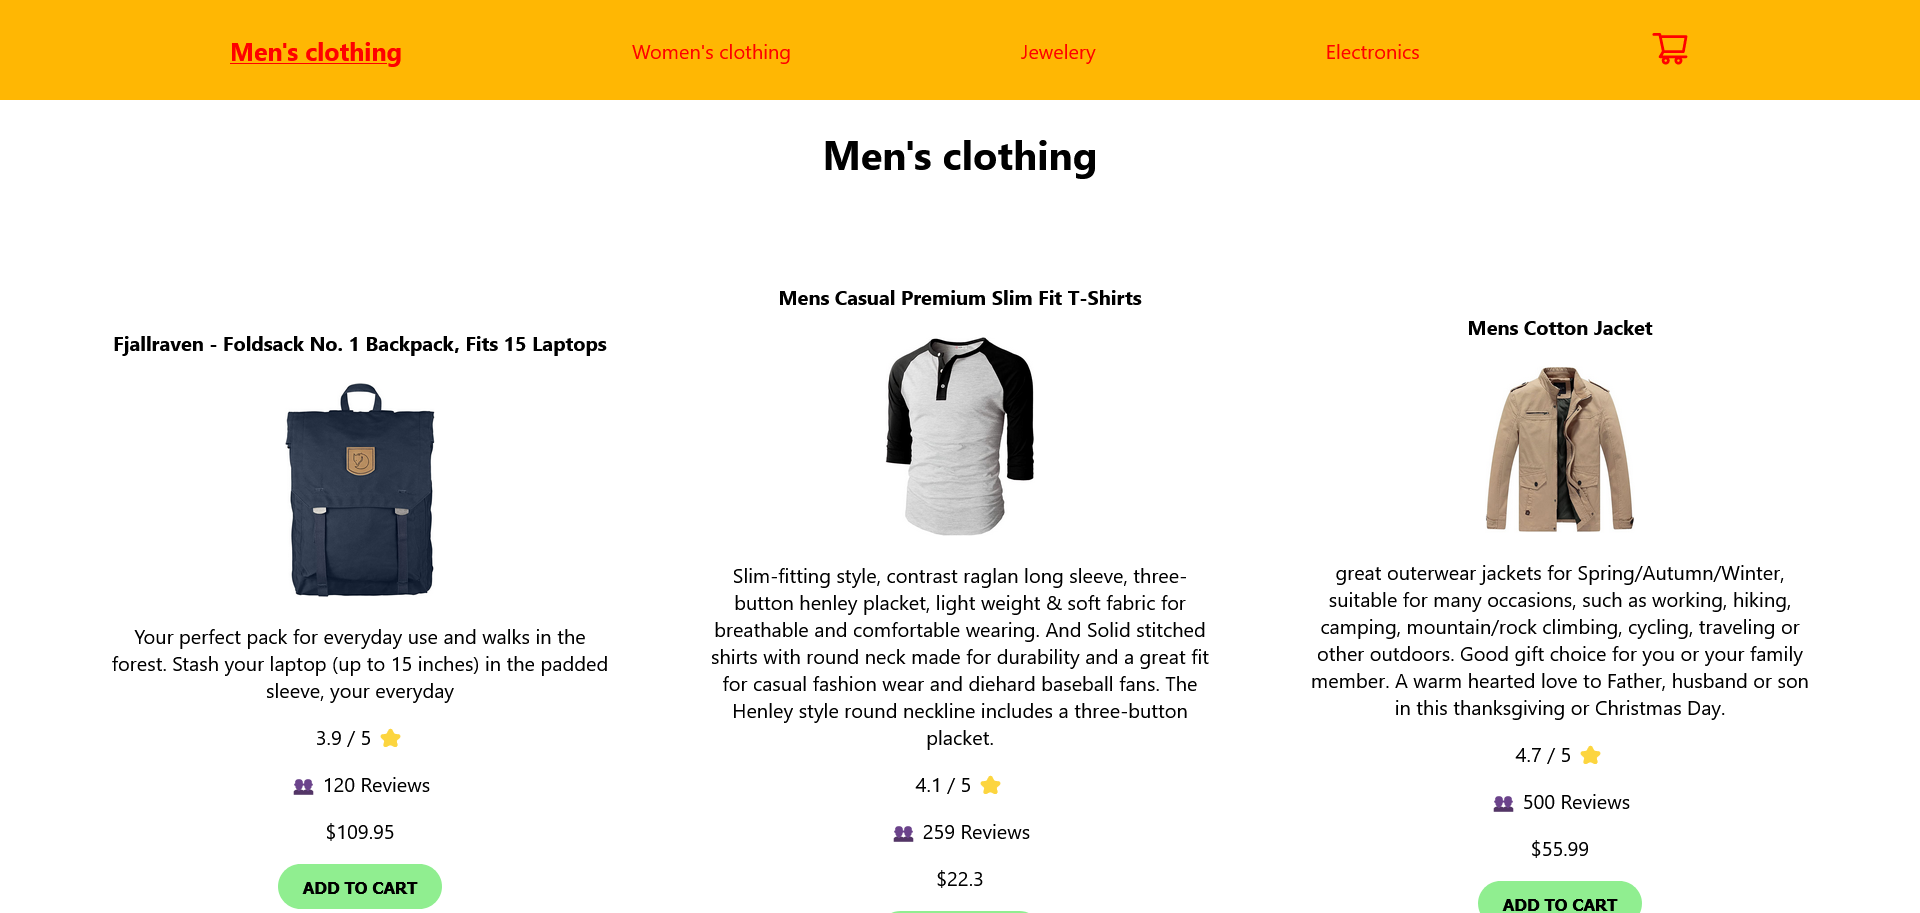 Men's clothing
Women's clothing
Jewelery
Electronics
Men's clothing
Fjallraven - Foldsack No. 1 Backpack, Fits 15 Laptops
Your perfect pack for everyday use and walks in the
forest. Stash your laptop (up to 15 inches) in the padded
sleeve, your everyday
3.9 / 5
120 Reviews
$109.95
ADD TO CART
Mens Casual Premium Slim Fit T-Shirts
Slim-fitting style, contrast raglan long sleeve, three-
button henley placket, light weight & soft fabric for
breathable and comfortable wearing. And Solid stitched
shirts with round neck made for durability and a great fit
for casual fashion wear and diehard baseball fans. The
Henley style round neckline includes a three-button
placket.
4.1 / 5
259 Reviews
$22.3
Mens Cotton Jacket
great outerwear jackets for Spring/Autumn/Winter,
suitable for many occasions, such as working, hiking,
camping, mountain/rock climbing, cycling, traveling or
other outdoors. Good gift choice for you or your family
member. A warm hearted love to Father, husband or son
in this thanksgiving or Christmas Day.
4.7 / 5
500 Reviews
$55.99
ADD TO CART